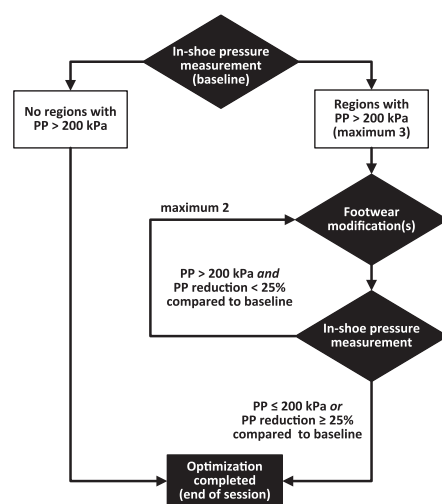 In-shoe pressure
measurement
(baseline)
No regions with
PP > 200 kPa
Regions with
PP > 200 kPa
(maximum 3)
maximum 2
Footwear
modification(s)
PP > 200 kPa and
PP reduction < 25%
compared to baseline
In-shoe pressure
measurement
PP ≤ 200 kPa or
PP reduction ≥ 25%
compared to baseline
Optimization
completed
(end of session)